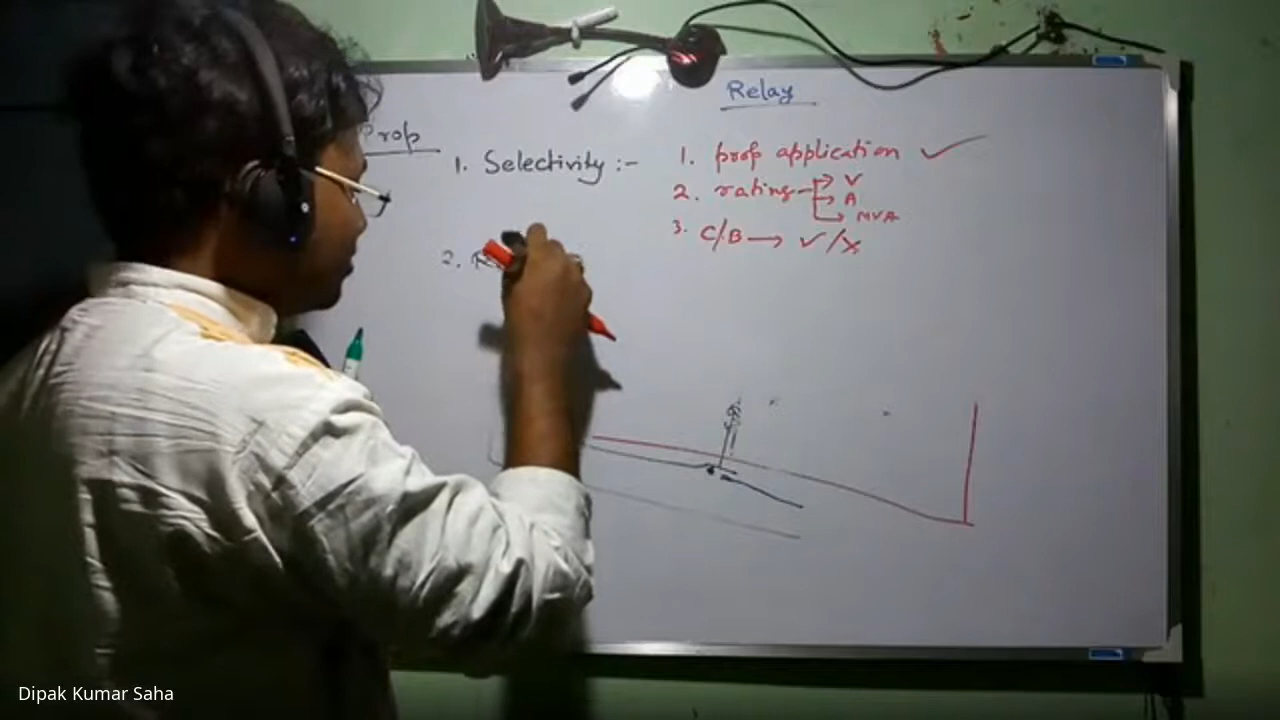 Relay
Prop
1. Selectivity :-
2.
1. prop application ✓
2. rating → V
→ A
→ MVA
3. C/B → ✓/x
Dipak Kumar Saha